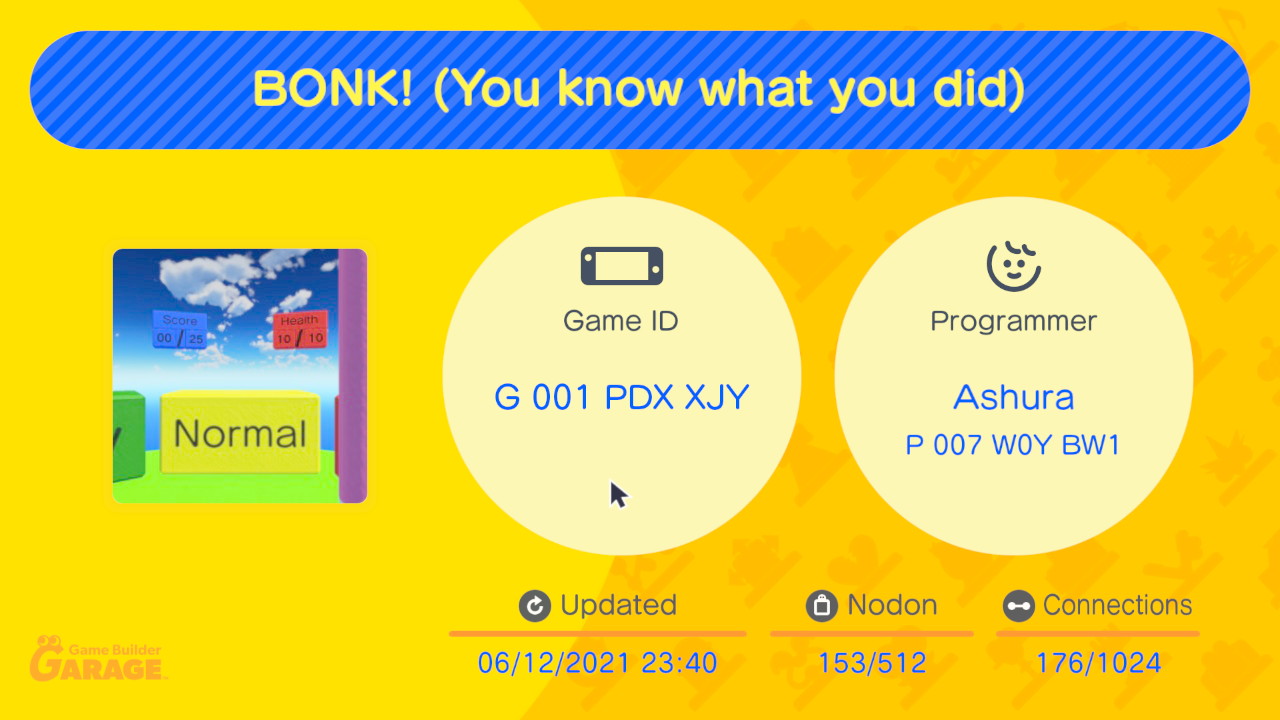 BONK! (You know what you did)
Score
00 / 25
Health
10 / 10
y
Normal
Game ID
G 001 PDX XJY
Programmer
Ashura
P 007 W0Y BW1
Updated
Nodon
Connections
06/12/2021 23:40
153/512
176/1024
Game Builder
GARAGE